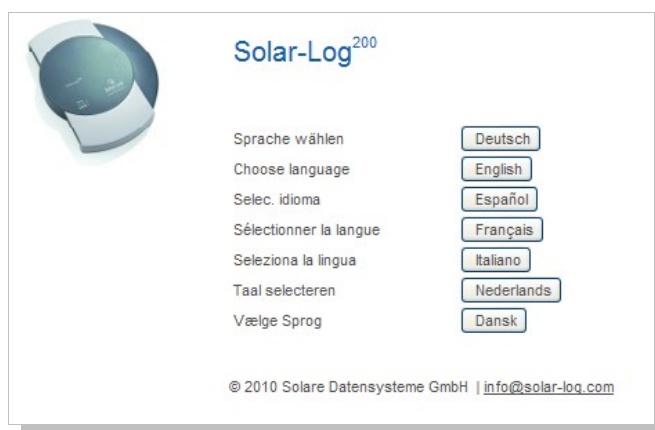 Solar-Log200
Sprache wählen Deutsch
Choose language English
Selec. idioma Español
Sélectionner la langue Français
Seleziona la lingua Italiano
Taal selecteren Nederlands
Vælge Sprog Dansk
© 2010 Solare Datensysteme GmbH | info@solar-log.com